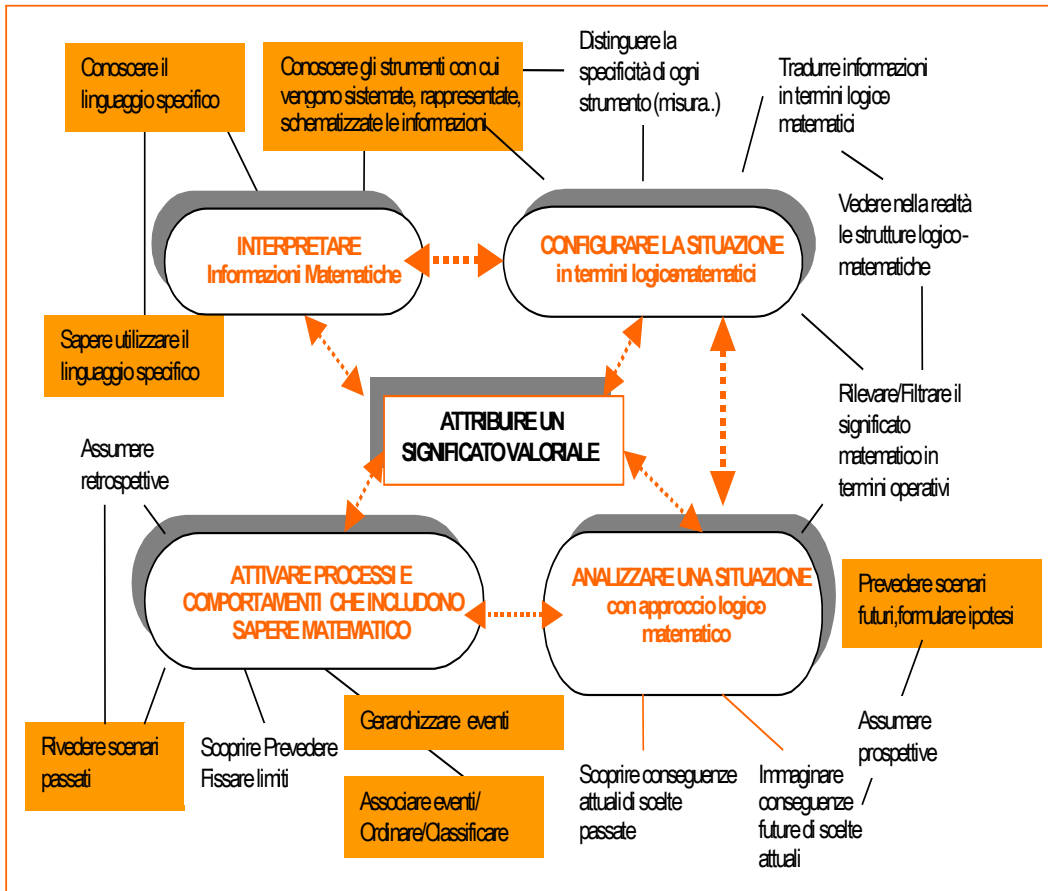 Conoscere il
linguaggio specifico
Conoscere gli strumenti con cui
vengono sistemate, rappresentate,
schematizzate le informazioni
Distinguere la
specificità di ogni
strumento (misura..)
Tradurre informazioni
in termini logico
matematici
INTERPRETARE
Informazioni Matematiche
CONFIGURARE LA SITUAZIONE
in termini logico-matematici
Vedere nella realtà
le strutture logico-
matematiche
Sapere utilizzare il
linguaggio specifico
ATTRIBUIRE UN
SIGNIFICATO VALORIALE
Rilevare/Filtrare il
significato
matematico in
termini operativi
Assumere
retrospettive
ATTIVARE PROCESSI E
COMPORTAMENTI CHE INCLUDONO
SAPERE MATEMATICO
ANALIZZARE UNA SITUAZIONE
con approccio logico
matematico
Prevedere scenari
futuri,formulare ipotesi
Rivedere scenari
passati
Scoprire Prevedere
Fissare limiti
Gerarchizzare eventi
Associare eventi/
Ordinare/Classificare
Scoprire conseguenze
attuali di scelte
passate
Immaginare
conseguenze
future di scelte
attuali
Assumere
prospettive